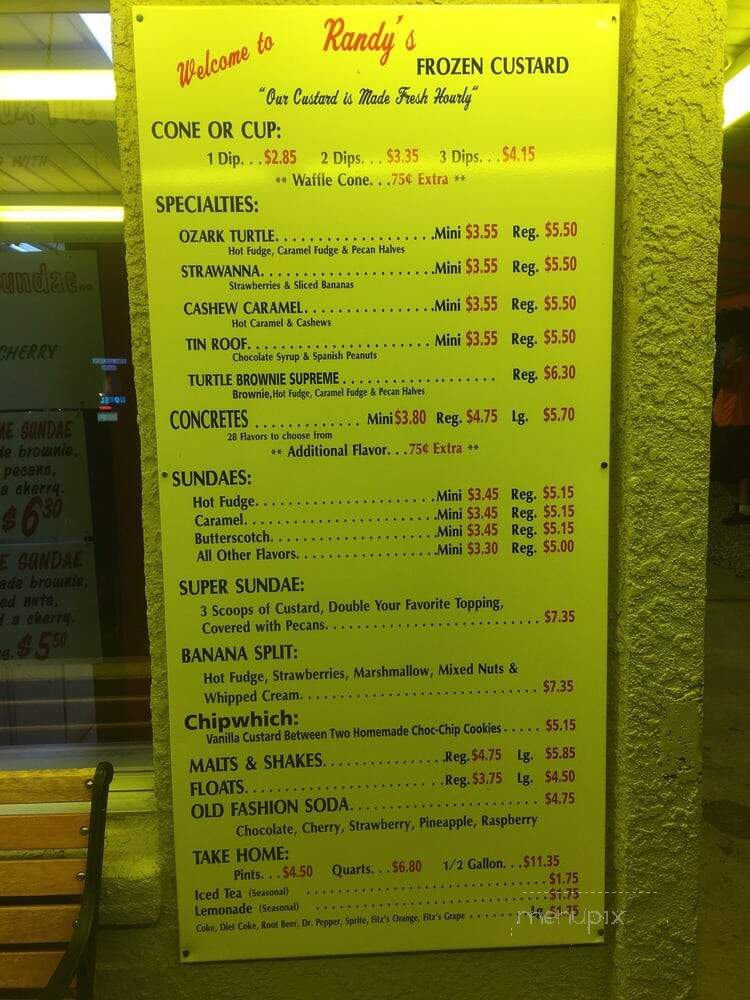 Welcome to Randy's
FROZEN CUSTARD
"Our Custard is Made Fresh Hourly"
CONE OR CUP:
1 Dip. . .$2.85 2 Dips. . . $3.35 3 Dips. . . $4.15
** Waffle Cone. . .75¢ Extra **
SPECIALTIES:
OZARK TURTLE. . . . . . . . . . . . . . . . . . . . .Mini $3.55 Reg. $5.50
Hot Fudge, Caramel Fudge & Pecan Halves
STRAWANNA. . . . . . . . . . . . . . . . . . . . . . .Mini $3.55 Reg. $5.50
Strawberries & Sliced Bananas
CASHEW CARAMEL. . . . . . . . . . . . . . . . .Mini $3.55 Reg. $5.50
Hot Caramel & Cashews
TIN ROOF. . . . . . . . . . . . . . . . . . . . . . . . Mini $3.55 Reg. $5.50
Chocolate Syrup & Spanish Peanuts
TURTLE BROWNIE SUPREME . . . . . . . . . . . . . . . . . . . . Reg. $6.30
Brownie,Hot Fudge, Caramel Fudge & Pecan Halves
CONCRETES . . . . . . . . . . . . . . Mini $3.80 Reg. $4.75 Lg. $5.70
28 Flavors to choose from
** Additional Flavor. . .75¢ Extra **
SUNDAES:
Hot Fudge. . . . . . . . . . . . . . . . . . . . . . . .Mini $3.45 Reg. $5.15
Caramel. . . . . . . . . . . . . . . . . . . . . . . . . .Mini $3.45 Reg. $5.15
Butterscotch. . . . . . . . . . . . . . . . . . . . . .Mini $3.45 Reg. $5.15
All Other Flavors. . . . . . . . . . . . . . . . . . .Mini $3.30 Reg. $5.00
SUPER SUNDAE:
3 Scoops of Custard, Double Your Favorite Topping,
Covered with Pecans. . . . . . . . . . . . . . . . . . . . . . . . . . . . $7.35
BANANA SPLIT:
Hot Fudge, Strawberries, Marshmallow, Mixed Nuts &
Whipped Cream. . . . . . . . . . . . . . . . . . . . . . . . . . . . . . . $7.35
Chipwhich:
Vanilla Custard Between Two Homemade Choc-Chip Cookies . . . . . $5.15
MALTS & SHAKES. . . . . . . . . . . . . . . .Reg. $4.75 Lg. $5.85
FLOATS. . . . . . . . . . . . . . . . . . . . . . . . . .Reg. $3.75 Lg. $4.50
OLD FASHION SODA. . . . . . . . . . . . . . . . . . . . . . . . . $4.75
Chocolate, Cherry, Strawberry, Pineapple, Raspberry
TAKE HOME:
Pints. . . $4.50 Quarts. . . $6.80 1/2 Gallon. . .$11.35
Iced Tea (Seasonal) . . . . . . . . . . . . . . . . . . . . . . . . . . . . . . . $1.75
Lemonade (Seasonal) . . . . . . . . . . . . . . . . . . . . . . . . . . . . . . $1.75
Coke, Diet Coke, Root Beer, Dr. Pepper, Sprite, Fitz's Orange, Fitz's Grape . . . . . . . . . Lg. $1.75
menupix
undae..
CHERRY
ME SUNDAE
de brownie,
pecans,
a cherry.
$6.30
E SUNDAE
ade brownie,
ed nuts,
a cherry.
$5.50